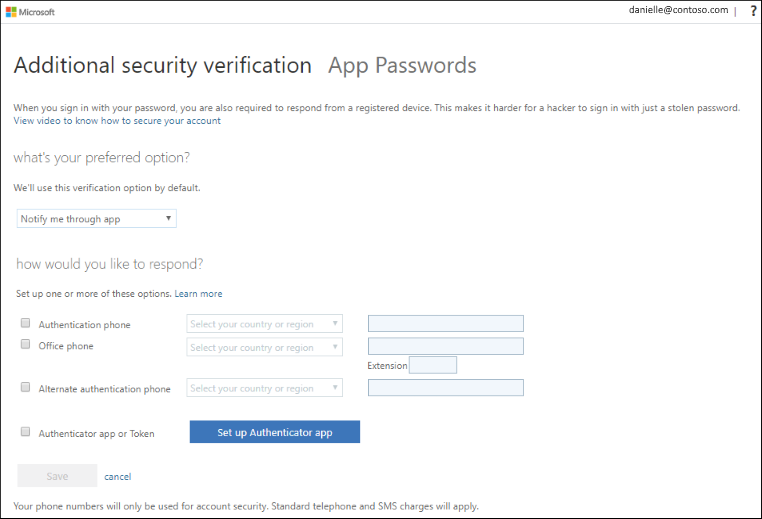 Microsoft
danielle@contoso.com | ?
Additional security verification App Passwords
When you sign in with your password, you are also required to respond from a registered device. This makes it harder for a hacker to sign in with just a stolen password.
View video to know how to secure your account
what's your preferred option?
We'll use this verification option by default.
Notify me through app
how would you like to respond?
Set up one or more of these options. Learn more
Authentication phone Select your country or region
Office phone Select your country or region
Extension
Alternate authentication phone Select your country or region
Authenticator app or Token Set up Authenticator app
Save cancel
Your phone numbers will only be used for account security. Standard telephone and SMS charges will apply.